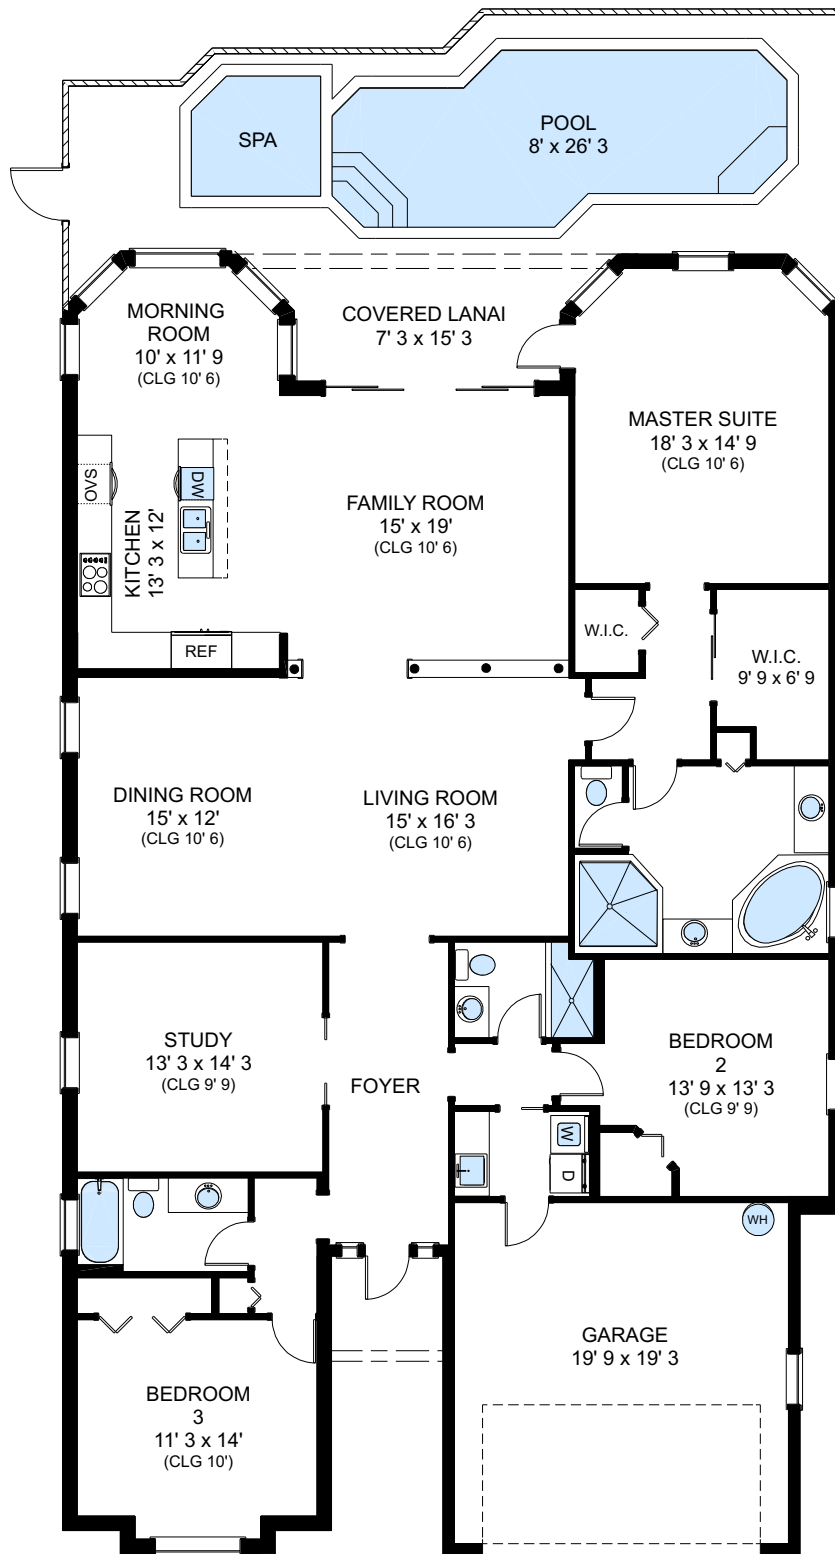 SPA
POOL
8' x 26' 3
MORNING
ROOM
10' x 11' 9
(CLG 10' 6)
COVERED LANAI
7' 3 x 15' 3
MASTER SUITE
18' 3 x 14' 9
(CLG 10' 6)
OVS
DW
KITCHEN
13' 3 x 12'
FAMILY ROOM
15' x 19'
(CLG 10' 6)
REF
W.I.C.
W.I.C.
9' 9 x 6' 9
DINING ROOM
15' x 12'
(CLG 10' 6)
LIVING ROOM
15' x 16' 3
(CLG 10' 6)
STUDY
13' 3 x 14' 3
(CLG 9' 9)
FOYER
BEDROOM
2
13' 9 x 13' 3
(CLG 9' 9)
W
D
WH
GARAGE
19' 9 x 19' 3
BEDROOM
3
11' 3 x 14'
(CLG 10')